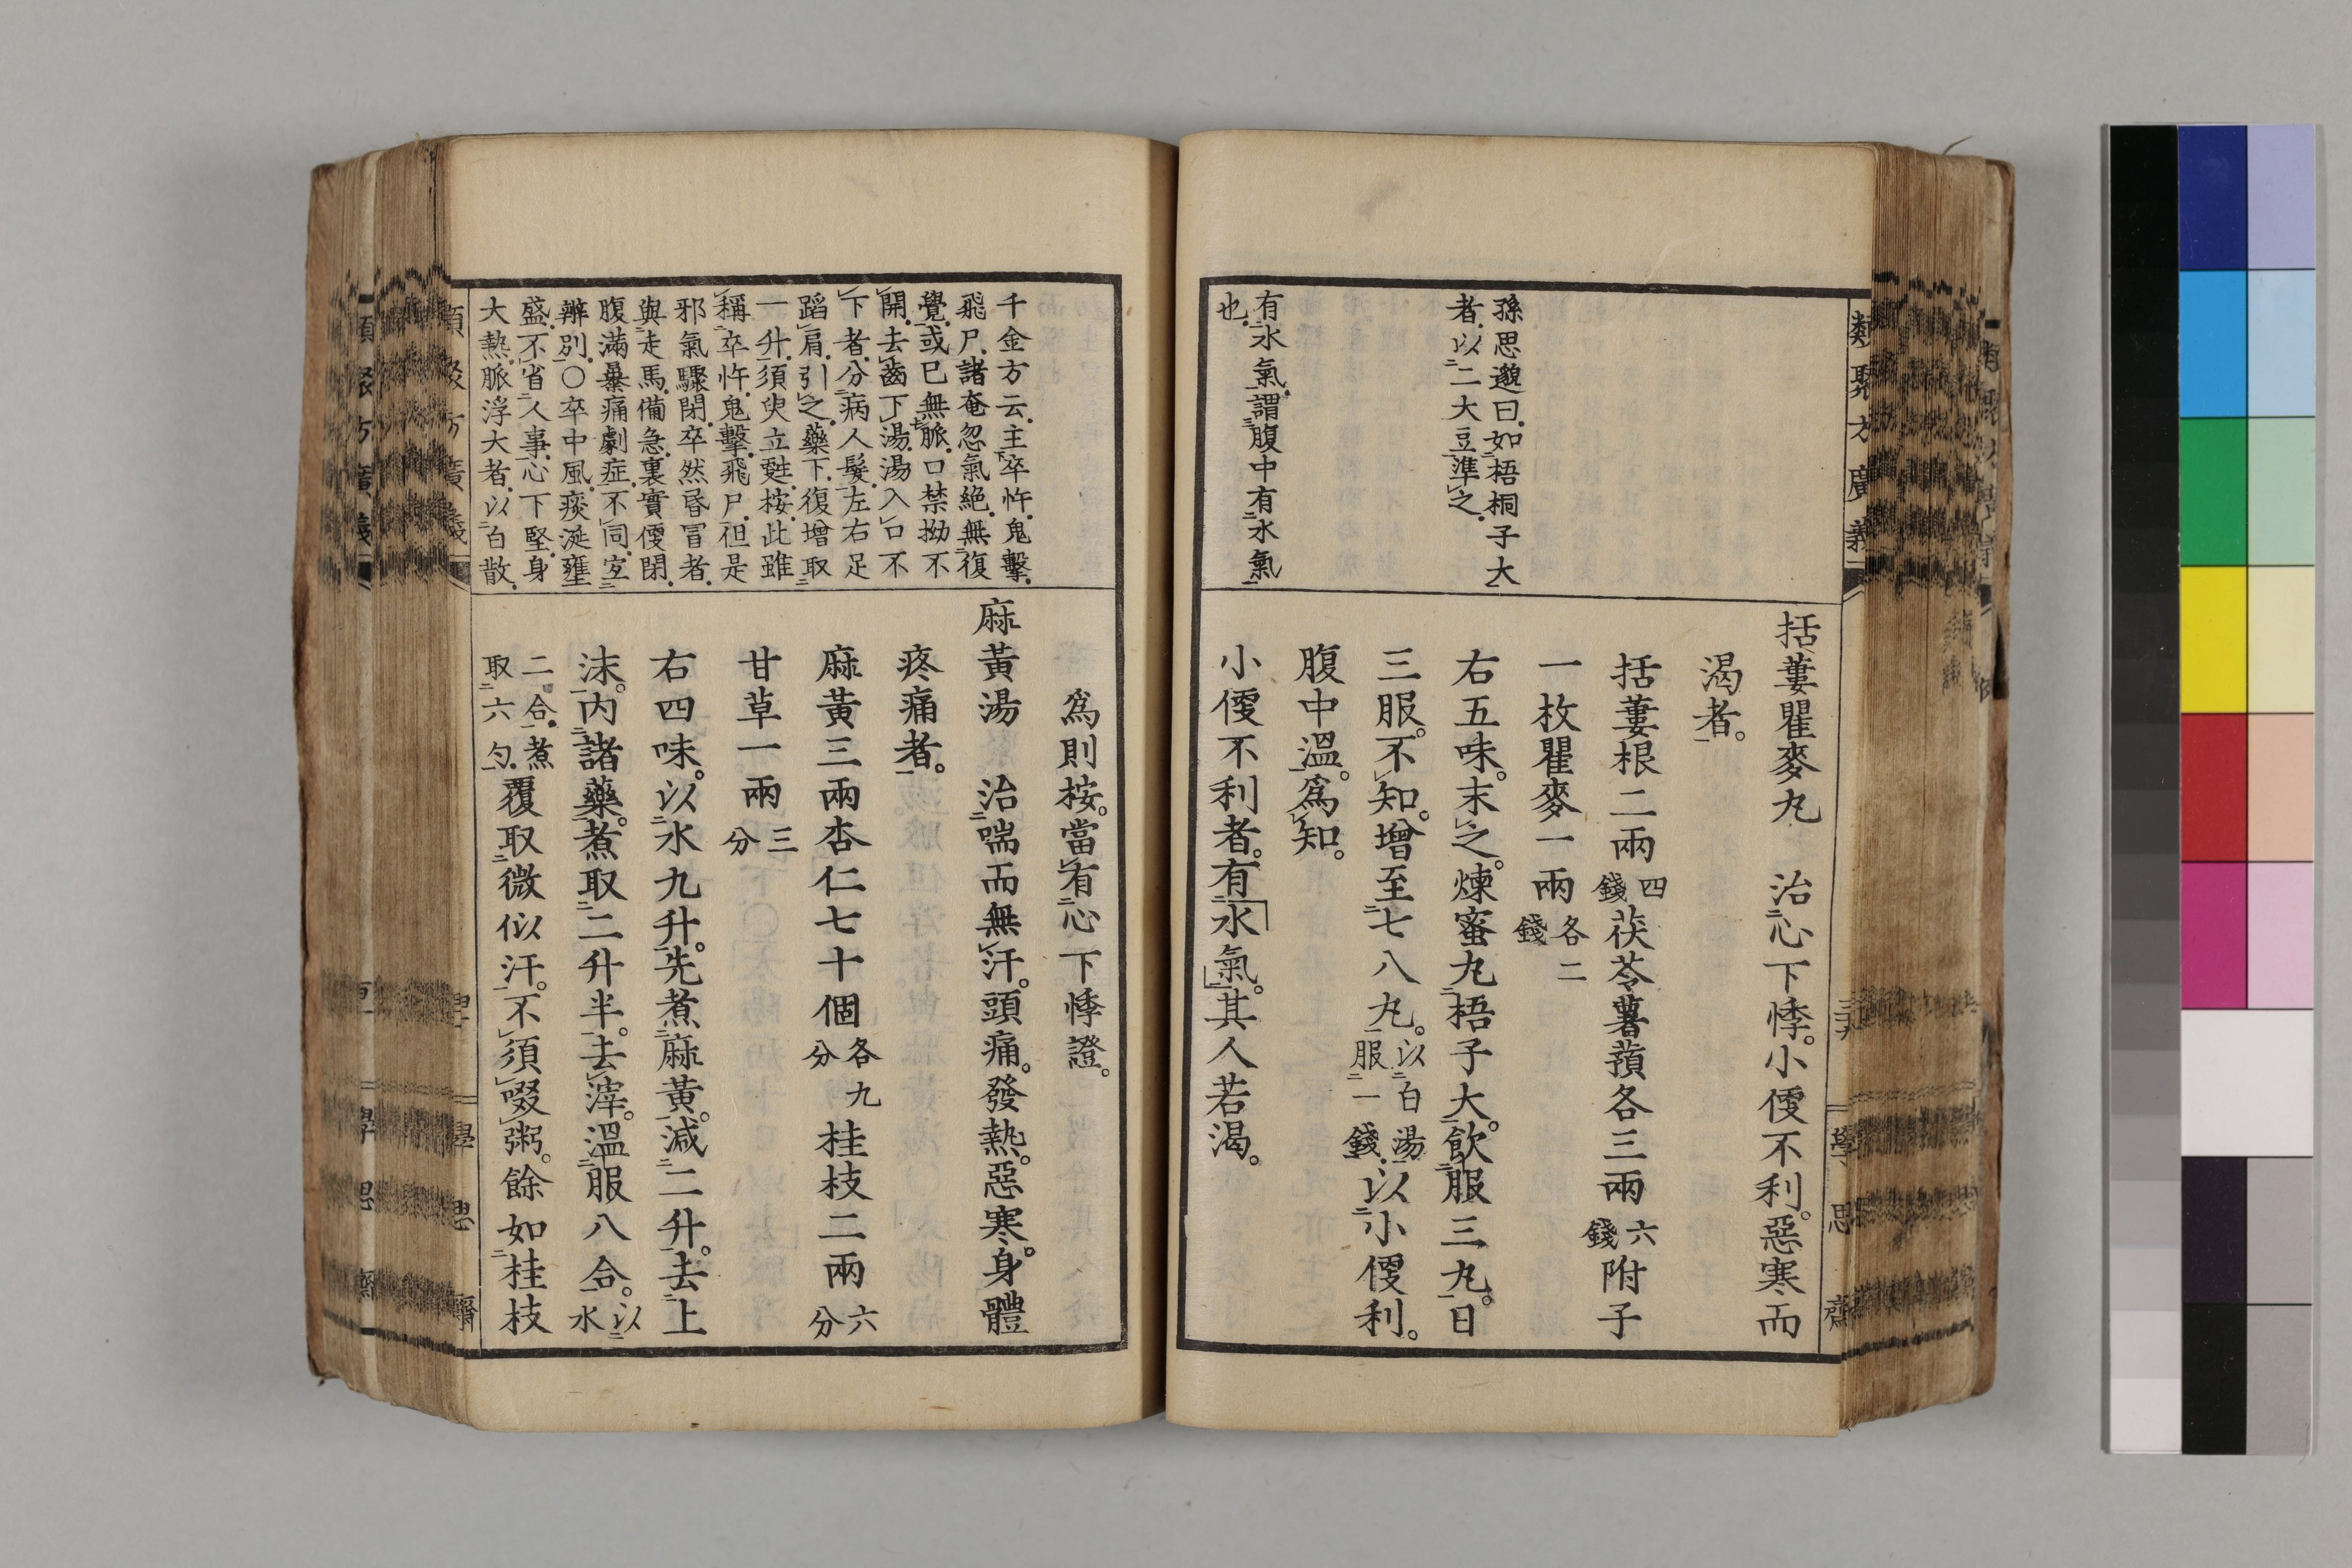 類聚方廣義
學思齋
孫思邈曰如梧桐子大
者以二大豆準之
有水氣謂腹中有水氣
也
括蔞瞿麥丸 治心下悸。小便不利。惡寒而
渴者。
括蔞根二兩四錢茯苓薯蕷各三兩六錢附子
一枚瞿麥一兩各二錢
右五味。末之。煉蜜丸梧子大。飲服三丸。日
三服。不知。增至七八丸。以白湯服一錢以小便利。
腹中溫。爲知。
小便不利者。有水氣。其人若渴。
千金方云主卒忤鬼擊
飛尸諸奄忽氣絕無復
覺或已無脈口禁拗不
開去齒下湯湯入口不
下者分病人髮左右足
蹈肩引之藥下復增取
一升須臾立甦按此雖
稱卒忤鬼擊飛尸但是
邪氣驟閉卒然昏冒者
與走馬備急裏實便閉
腹滿暴痛劇症不同宜
辨別〇卒中風痰涎壅
盛不省人事心下堅身
大熱脈浮大者以白散
爲則按。當有心下悸證。
麻黃湯 治喘而無汗。頭痛。發熱。惡寒。身體
疼痛者。
麻黃三兩杏仁七十個各九分桂枝二兩六分
甘草一兩三分
右四味。以水九升。先煮麻黃。減二升。去上
沫。內諸藥。煮取二升半。去滓。溫服八合。以水
二合煮取六勺覆取微似汗。不須啜粥。餘如桂枝